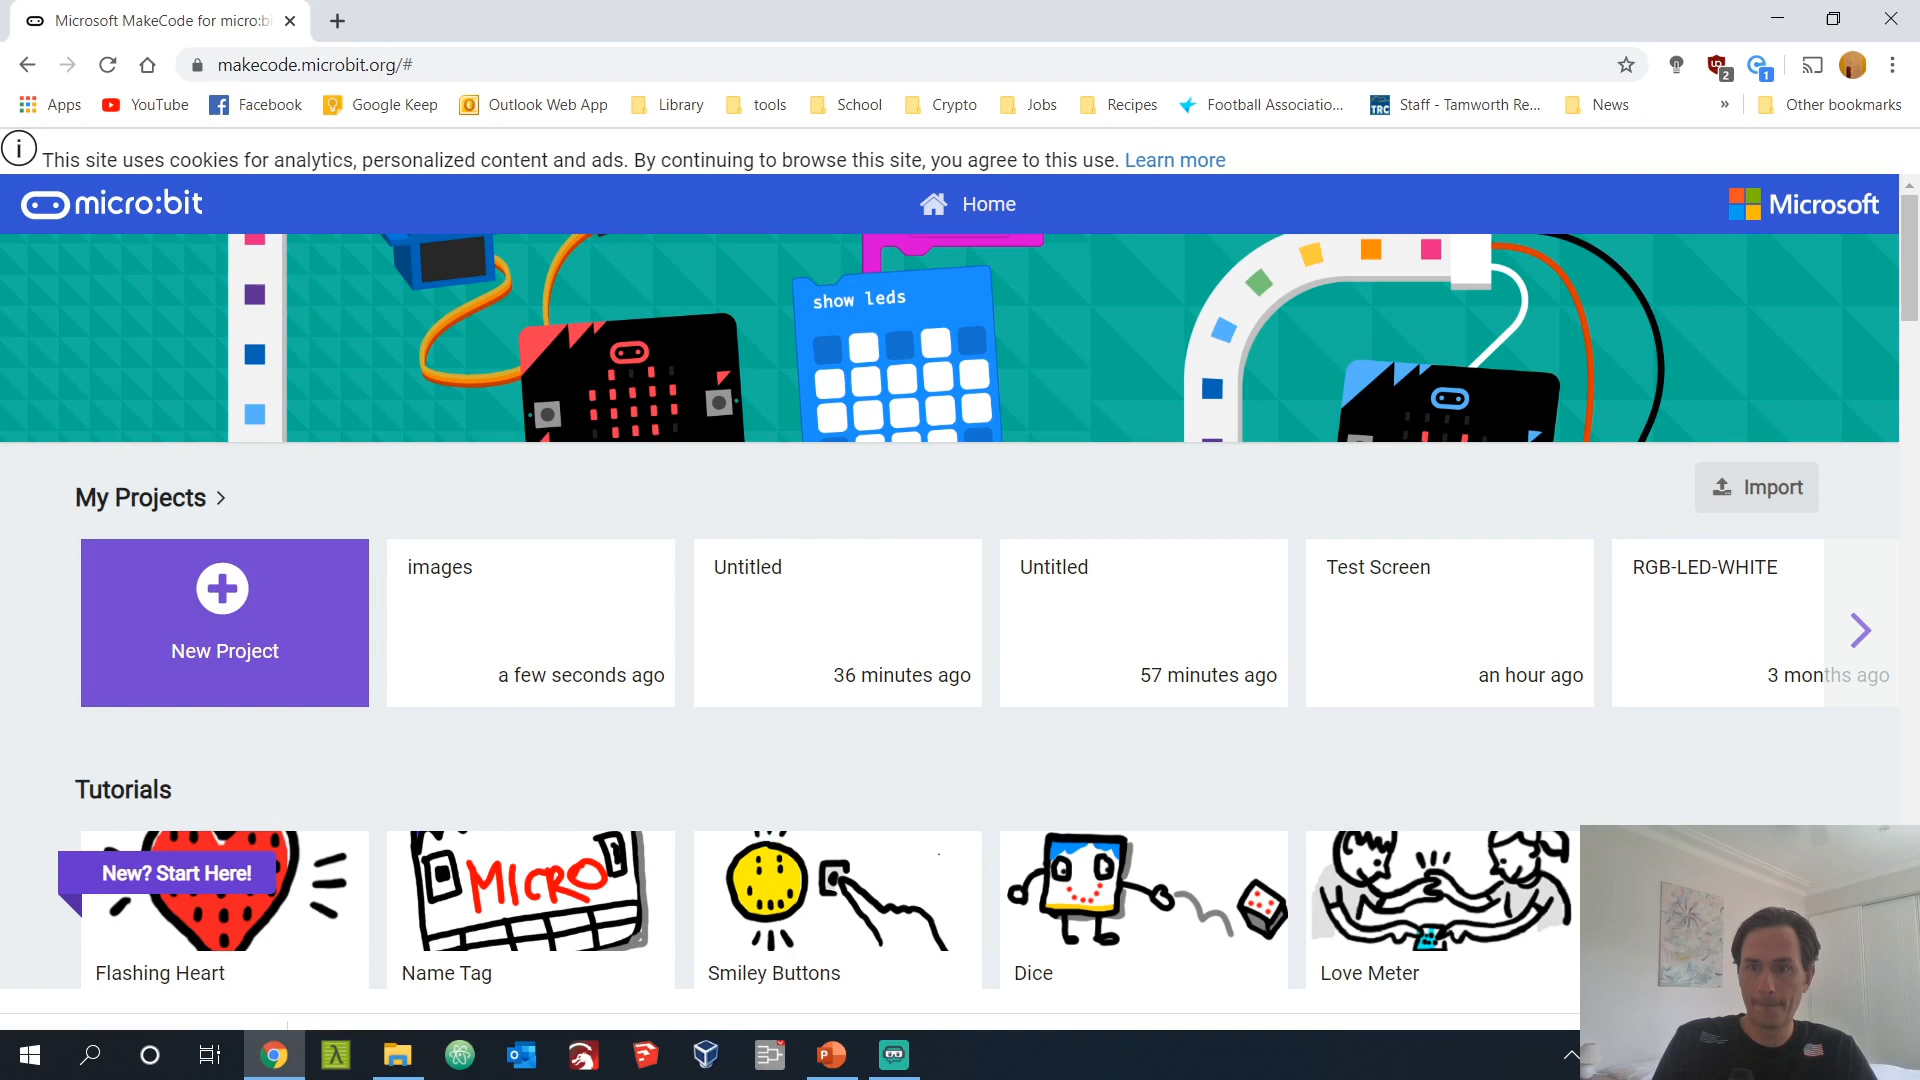 Microsoft MakeCode for micro:bi
makecode.microbit.org/#
2
1
Apps
YouTube
Facebook
Google Keep
Outlook Web App
Library
tools
School
Crypto
Jobs
Recipes
Football Associatio...
TRC
Staff - Tamworth Re...
News
»
Other bookmarks
This site uses cookies for analytics, personalized content and ads. By continuing to browse this site, you agree to this use. Learn more
micro:bit
Home
Microsoft
show leds
My Projects
Import
New Project
images
a few seconds ago
Untitled
36 minutes ago
Untitled
57 minutes ago
Test Screen
an hour ago
RGB-LED-WHITE
3 months ago
Tutorials
New? Start Here!
MICRO
Flashing Heart
Name Tag
Smiley Buttons
Dice
Love Meter